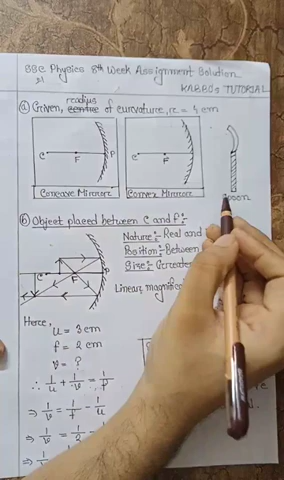 SSC Physics 8th Week Assignment Solution
KABBO'S TUTORIAL
radius
ⓐ Given, centre of curvature, r = 4 cm
C F P
C F
Concave Mirror
Convex Mirror
ⓑ Object placed between C and F:-
Nature:- Real and
Position:- Between
Size:- Greater
Linear magnific
C F P
Here,
u = 3 cm
f = 2 cm
v = ?
∴ 1/u + 1/v = 1/f
⇒ 1/v = 1/f - 1/u
⇒ 1/v = 1/2 -